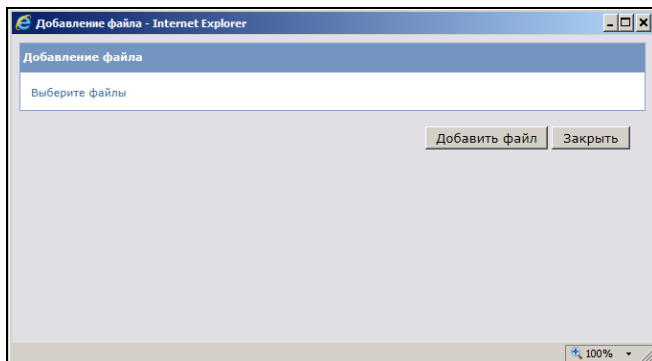 Добавление файла - Internet Explorer
Добавление файла
Выберите файлы
Добавить файл Закрыть
100%